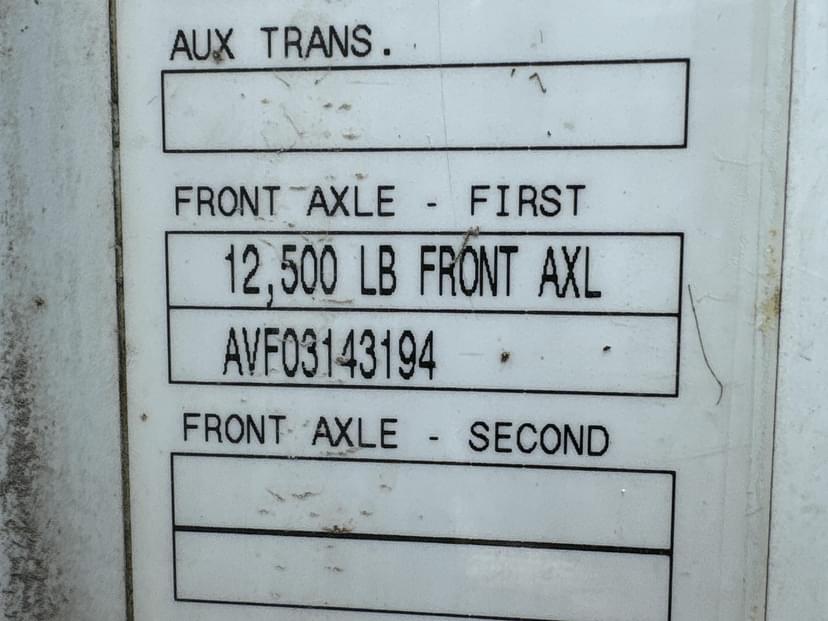 AUX TRANS.
FRONT AXLE - FIRST
12,500 LB FRONT AXL
AVF03143194
FRONT AXLE - SECOND